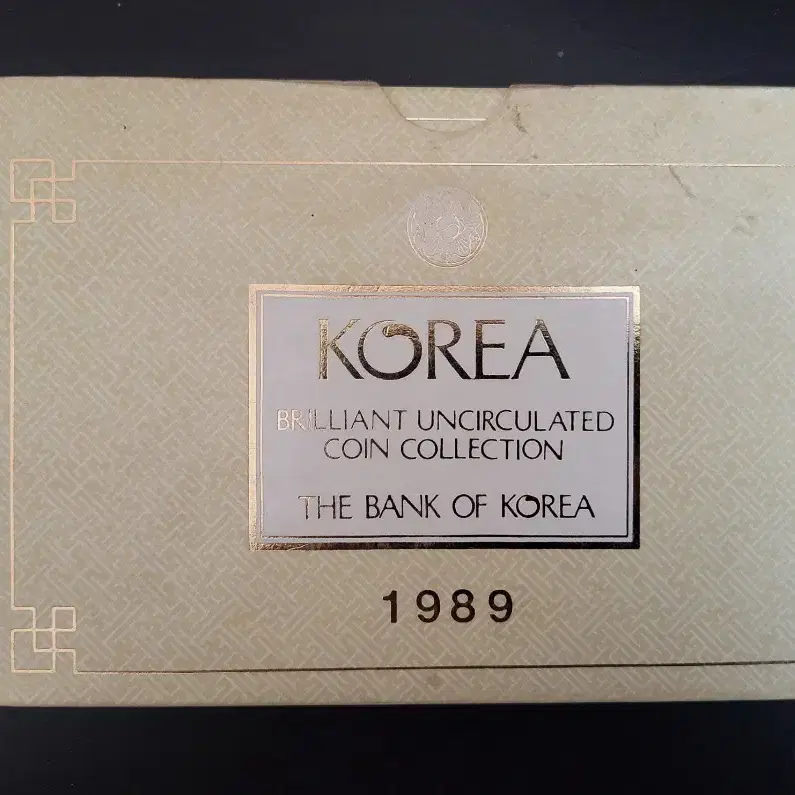 KOREA
BRILLIANT UNCIRCULATED
COIN COLLECTION
THE BANK OF KOREA
1989